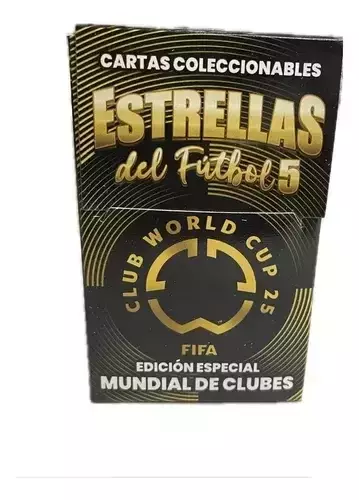 CARTAS COLECCIONABLES
ESTRELLAS
del Fútbol 5
CLUB WORLD CUP 25
FIFA
EDICIÓN ESPECIAL
MUNDIAL DE CLUBES